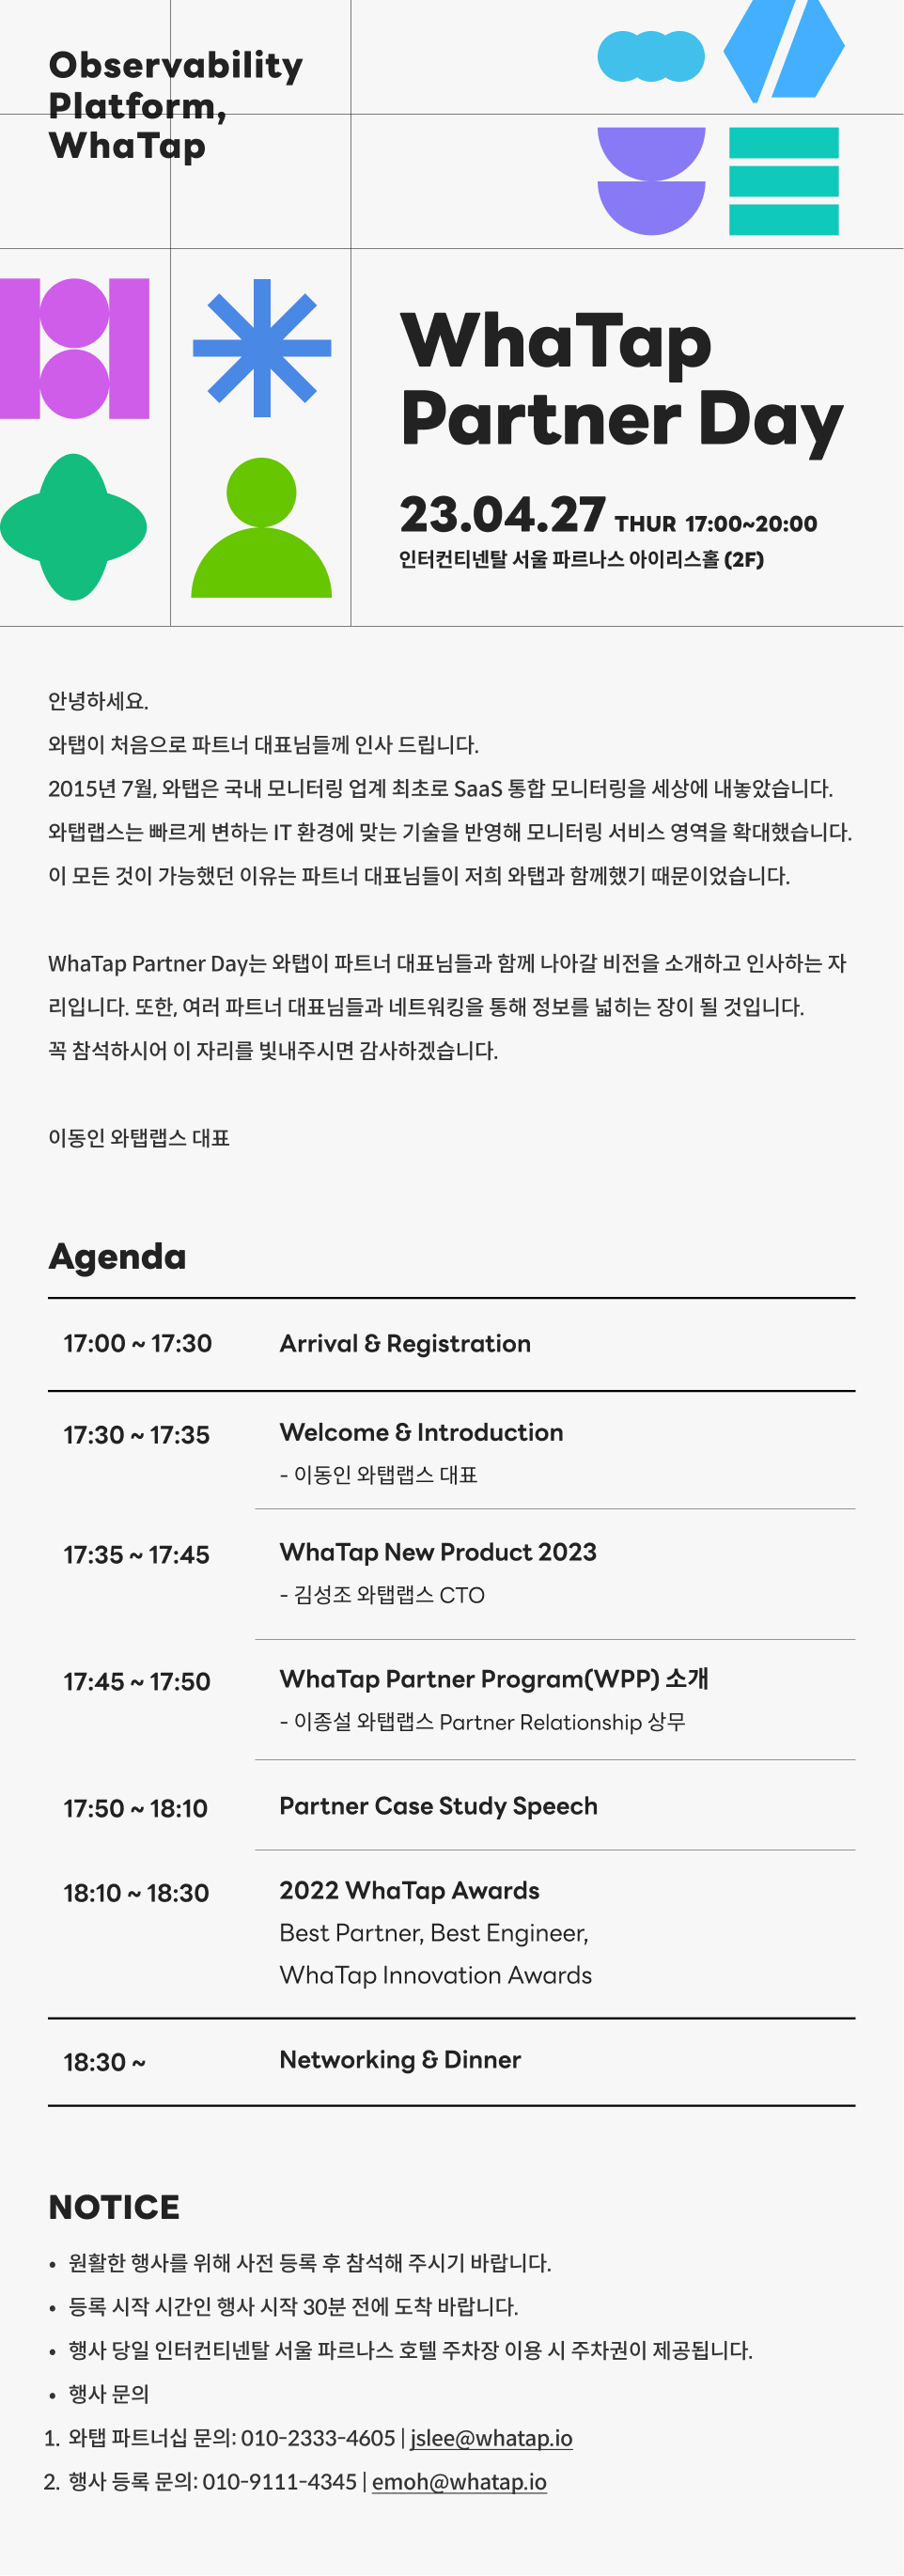 Observability
Platform,
WhaTap
WhaTap
Partner Day
23.04.27 THUR 17:00~20:00
인터컨티넨탈 서울 파르나스 아이리스홀 (2F)
안녕하세요.
와탭이 처음으로 파트너 대표님들께 인사 드립니다.
2015년 7월, 와탭은 국내 모니터링 업계 최초로 SaaS 통합 모니터링을 세상에 내놓았습니다.
와탭랩스는 빠르게 변하는 IT 환경에 맞는 기술을 반영해 모니터링 서비스 영역을 확대했습니다.
이 모든 것이 가능했던 이유는 파트너 대표님들이 저희 와탭과 함께했기 때문이었습니다.
WhaTap Partner Day는 와탭이 파트너 대표님들과 함께 나아갈 비전을 소개하고 인사하는 자
리입니다. 또한, 여러 파트너 대표님들과 네트워킹을 통해 정보를 넓히는 장이 될 것입니다.
꼭 참석하시어 이 자리를 빛내주시면 감사하겠습니다.
이동인 와탭랩스 대표
Agenda
17:00 ~ 17:30 Arrival & Registration
17:30 ~ 17:35 Welcome & Introduction
- 이동인 와탭랩스 대표
17:35 ~ 17:45 WhaTap New Product 2023
- 김성조 와탭랩스 CTO
17:45 ~ 17:50 WhaTap Partner Program(WPP) 소개
- 이종설 와탭랩스 Partner Relationship 상무
17:50 ~ 18:10 Partner Case Study Speech
18:10 ~ 18:30 2022 WhaTap Awards
Best Partner, Best Engineer,
WhaTap Innovation Awards
18:30 ~ Networking & Dinner
NOTICE
• 원활한 행사를 위해 사전 등록 후 참석해 주시기 바랍니다.
• 등록 시작 시간인 행사 시작 30분 전에 도착 바랍니다.
• 행사 당일 인터컨티넨탈 서울 파르나스 호텔 주차장 이용 시 주차권이 제공됩니다.
• 행사 문의
1. 와탭 파트너십 문의: 010-2333-4605 | jslee@whatap.io
2. 행사 등록 문의: 010-9111-4345 | emoh@whatap.io